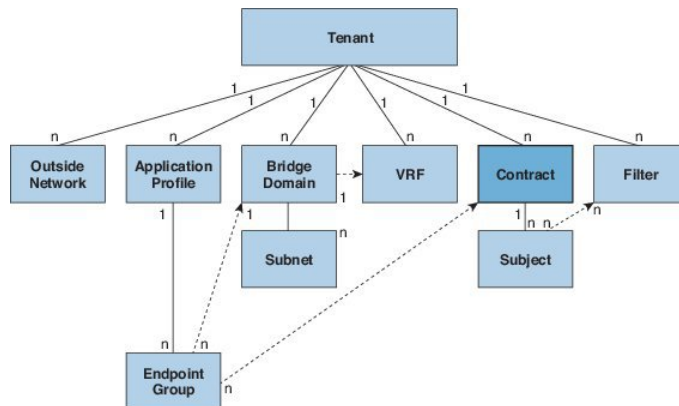 Tenant
1
1
1
1
1
1
n
n
n
n
n
n
Outside
Network
Application
Profile
Bridge
Domain
VRF
Contract
Filter
1
1
1
1
n
n
n
n
Subnet
Subject
n
n
Endpoint
Group
n